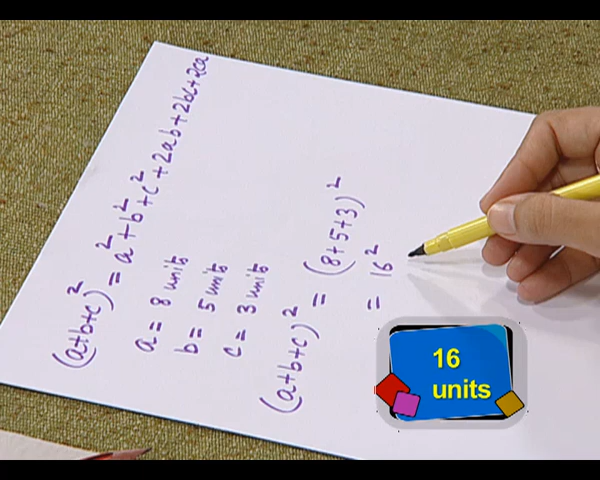 (a+b+c)² = a²+b²+c²+2ab+2bc+2ca
a = 8 units
b = 5 units
c = 3 units
(a+b+c)² = (8+5+3)²
= 16²
16
units